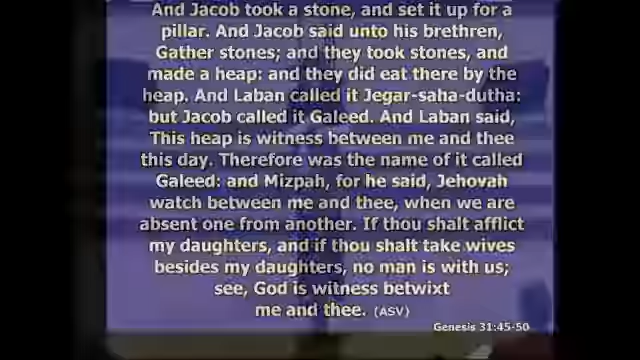 And Jacob took a stone, and set it up for a
pillar. And Jacob said unto his brethren,
Gather stones; and they took stones, and
made a heap: and they did eat there by the
heap. And Laban called it Jegar-saha-dutha:
but Jacob called it Galeed. And Laban said,
This heap is witness between me and thee
this day. Therefore was the name of it called
Galeed: and Mizpah, for he said, Jehovah
watch between me and thee, when we are
absent one from another. If thou shalt afflict
my daughters, and if thou shalt take wives
besides my daughters, no man is with us;
see, God is witness betwixt
me and thee. (ASV)
Genesis 31:45-50